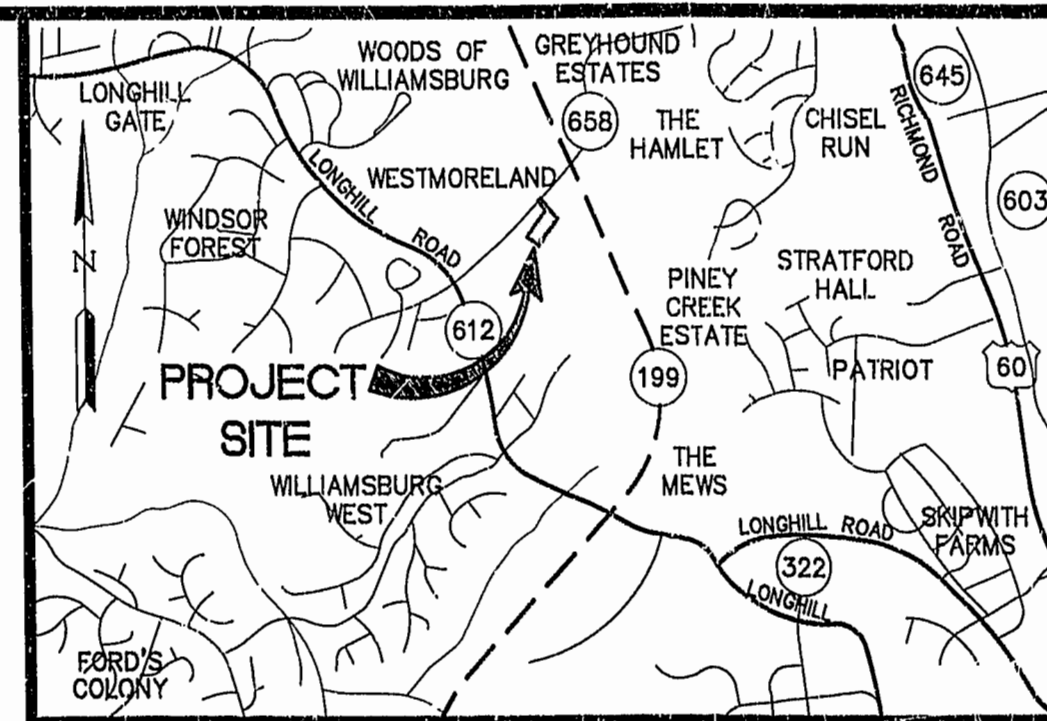 WOODS OF
WILLIAMSBURG
GREYHOUND
ESTATES
645
LONGHILL
GATE
658
THE
HAMLET
CHISEL
RUN
RICHMOND
ROAD
603
LONGHILL
ROAD
WESTMORELAND
WINDSOR
FOREST
N
STRATFORD
HALL
PINEY
CREEK
ESTATE
612
199
PATRIOT
60
PROJECT
SITE
THE
MEWS
WILLIAMSBURG
WEST
LONGHILL ROAD
SKIPWITH
FARMS
322
LONGHILL
FORD'S
COLONY